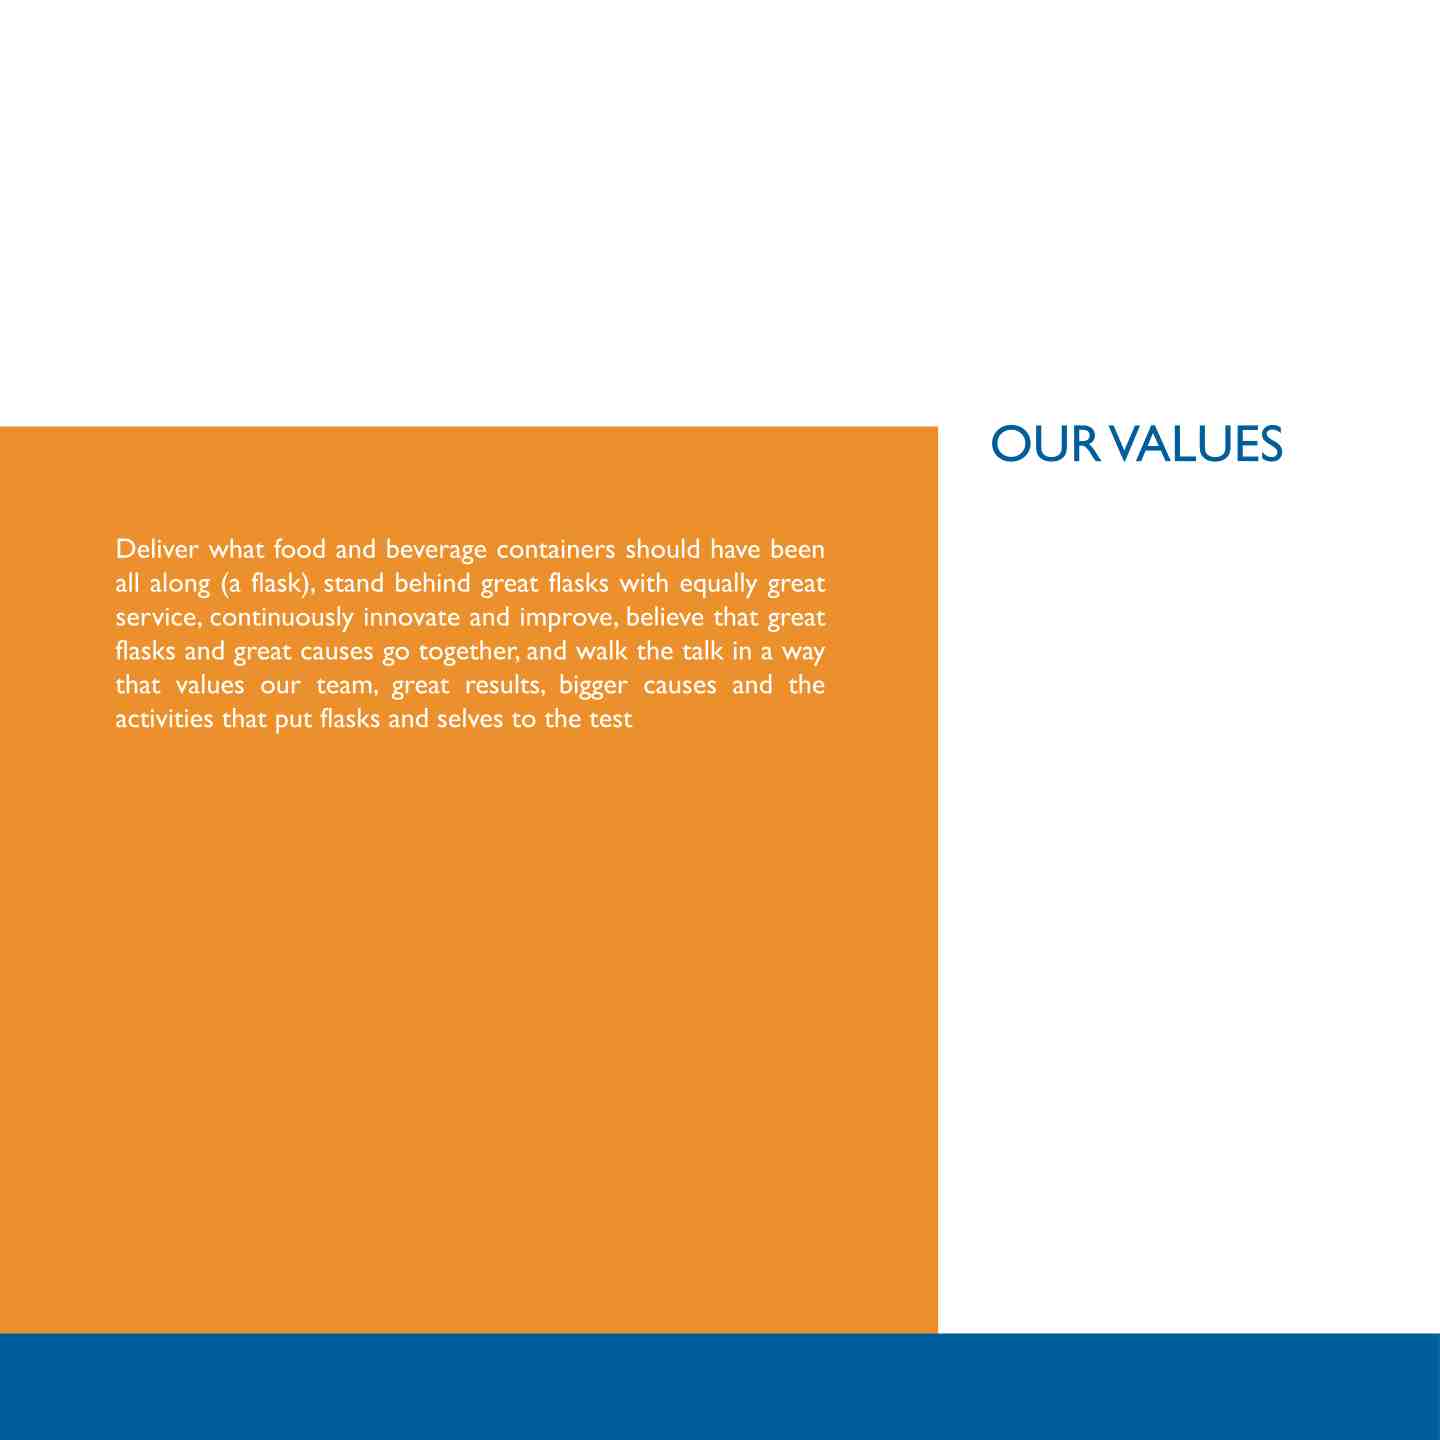 OUR VALUES
Deliver what food and beverage containers should have been
all along (a flask), stand behind great flasks with equally great
service, continuously innovate and improve, believe that great
flasks and great causes go together, and walk the talk in a way
that values our team, great results, bigger causes and the
activities that put flasks and selves to the test